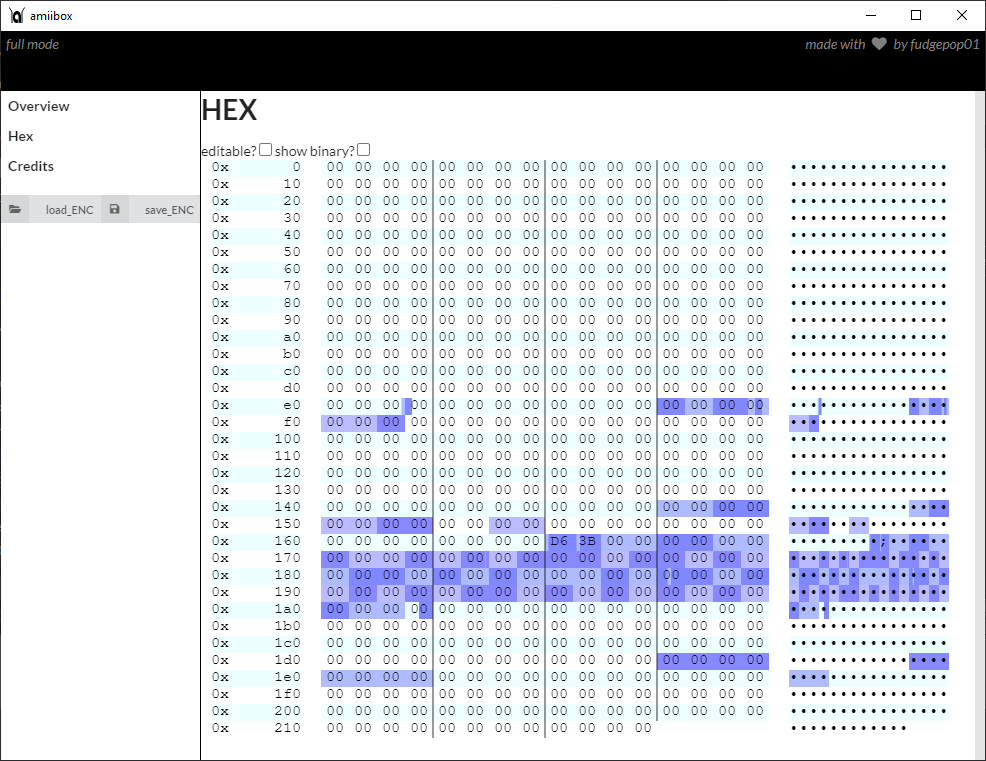 amiibox
full mode made with by fudgepop01
Overview
Hex
Credits
load_ENC save_ENC
HEX
editable? show binary?
0x 0 00 00 00 00 00 00 00 00 00 00 00 00 00 00 00 00 ••••••••••••••••
0x 10 00 00 00 00 00 00 00 00 00 00 00 00 00 00 00 00 ••••••••••••••••
0x 20 00 00 00 00 00 00 00 00 00 00 00 00 00 00 00 00 ••••••••••••••••
0x 30 00 00 00 00 00 00 00 00 00 00 00 00 00 00 00 00 ••••••••••••••••
0x 40 00 00 00 00 00 00 00 00 00 00 00 00 00 00 00 00 ••••••••••••••••
0x 50 00 00 00 00 00 00 00 00 00 00 00 00 00 00 00 00 ••••••••••••••••
0x 60 00 00 00 00 00 00 00 00 00 00 00 00 00 00 00 00 ••••••••••••••••
0x 70 00 00 00 00 00 00 00 00 00 00 00 00 00 00 00 00 ••••••••••••••••
0x 80 00 00 00 00 00 00 00 00 00 00 00 00 00 00 00 00 ••••••••••••••••
0x 90 00 00 00 00 00 00 00 00 00 00 00 00 00 00 00 00 ••••••••••••••••
0x a0 00 00 00 00 00 00 00 00 00 00 00 00 00 00 00 00 ••••••••••••••••
0x b0 00 00 00 00 00 00 00 00 00 00 00 00 00 00 00 00 ••••••••••••••••
0x c0 00 00 00 00 00 00 00 00 00 00 00 00 00 00 00 00 ••••••••••••••••
0x d0 00 00 00 00 00 00 00 00 00 00 00 00 00 00 00 00 ••••••••••••••••
0x e0 00 00 00 00 00 00 00 00 00 00 00 00 00 00 00 00 ••••••••••••••••
0x f0 00 00 00 00 00 00 00 00 00 00 00 00 00 00 00 00 ••••••••••••••••
0x 100 00 00 00 00 00 00 00 00 00 00 00 00 00 00 00 00 ••••••••••••••••
0x 110 00 00 00 00 00 00 00 00 00 00 00 00 00 00 00 00 ••••••••••••••••
0x 120 00 00 00 00 00 00 00 00 00 00 00 00 00 00 00 00 ••••••••••••••••
0x 130 00 00 00 00 00 00 00 00 00 00 00 00 00 00 00 00 ••••••••••••••••
0x 140 00 00 00 00 00 00 00 00 00 00 00 00 00 00 00 00 ••••••••••••••••
0x 150 00 00 00 00 00 00 00 00 00 00 00 00 00 00 00 00 ••••••••••••••••
0x 160 00 00 00 00 00 00 00 00 D6 3B 00 00 00 00 00 00 •••••••••;••••••
0x 170 00 00 00 00 00 00 00 00 00 00 00 00 00 00 00 00 ••••••••••••••••
0x 180 00 00 00 00 00 00 00 00 00 00 00 00 00 00 00 00 ••••••••••••••••
0x 190 00 00 00 00 00 00 00 00 00 00 00 00 00 00 00 00 ••••••••••••••••
0x 1a0 00 00 00 00 00 00 00 00 00 00 00 00 00 00 00 00 ••••••••••••••••
0x 1b0 00 00 00 00 00 00 00 00 00 00 00 00 00 00 00 00 ••••••••••••••••
0x 1c0 00 00 00 00 00 00 00 00 00 00 00 00 00 00 00 00 ••••••••••••••••
0x 1d0 00 00 00 00 00 00 00 00 00 00 00 00 00 00 00 00 ••••••••••••••••
0x 1e0 00 00 00 00 00 00 00 00 00 00 00 00 00 00 00 00 ••••••••••••••••
0x 1f0 00 00 00 00 00 00 00 00 00 00 00 00 00 00 00 00 ••••••••••••••••
0x 200 00 00 00 00 00 00 00 00 00 00 00 00 00 00 00 00 ••••••••••••••••
0x 210 00 00 00 00 00 00 00 00 00 00 00 00 ••••••••••••